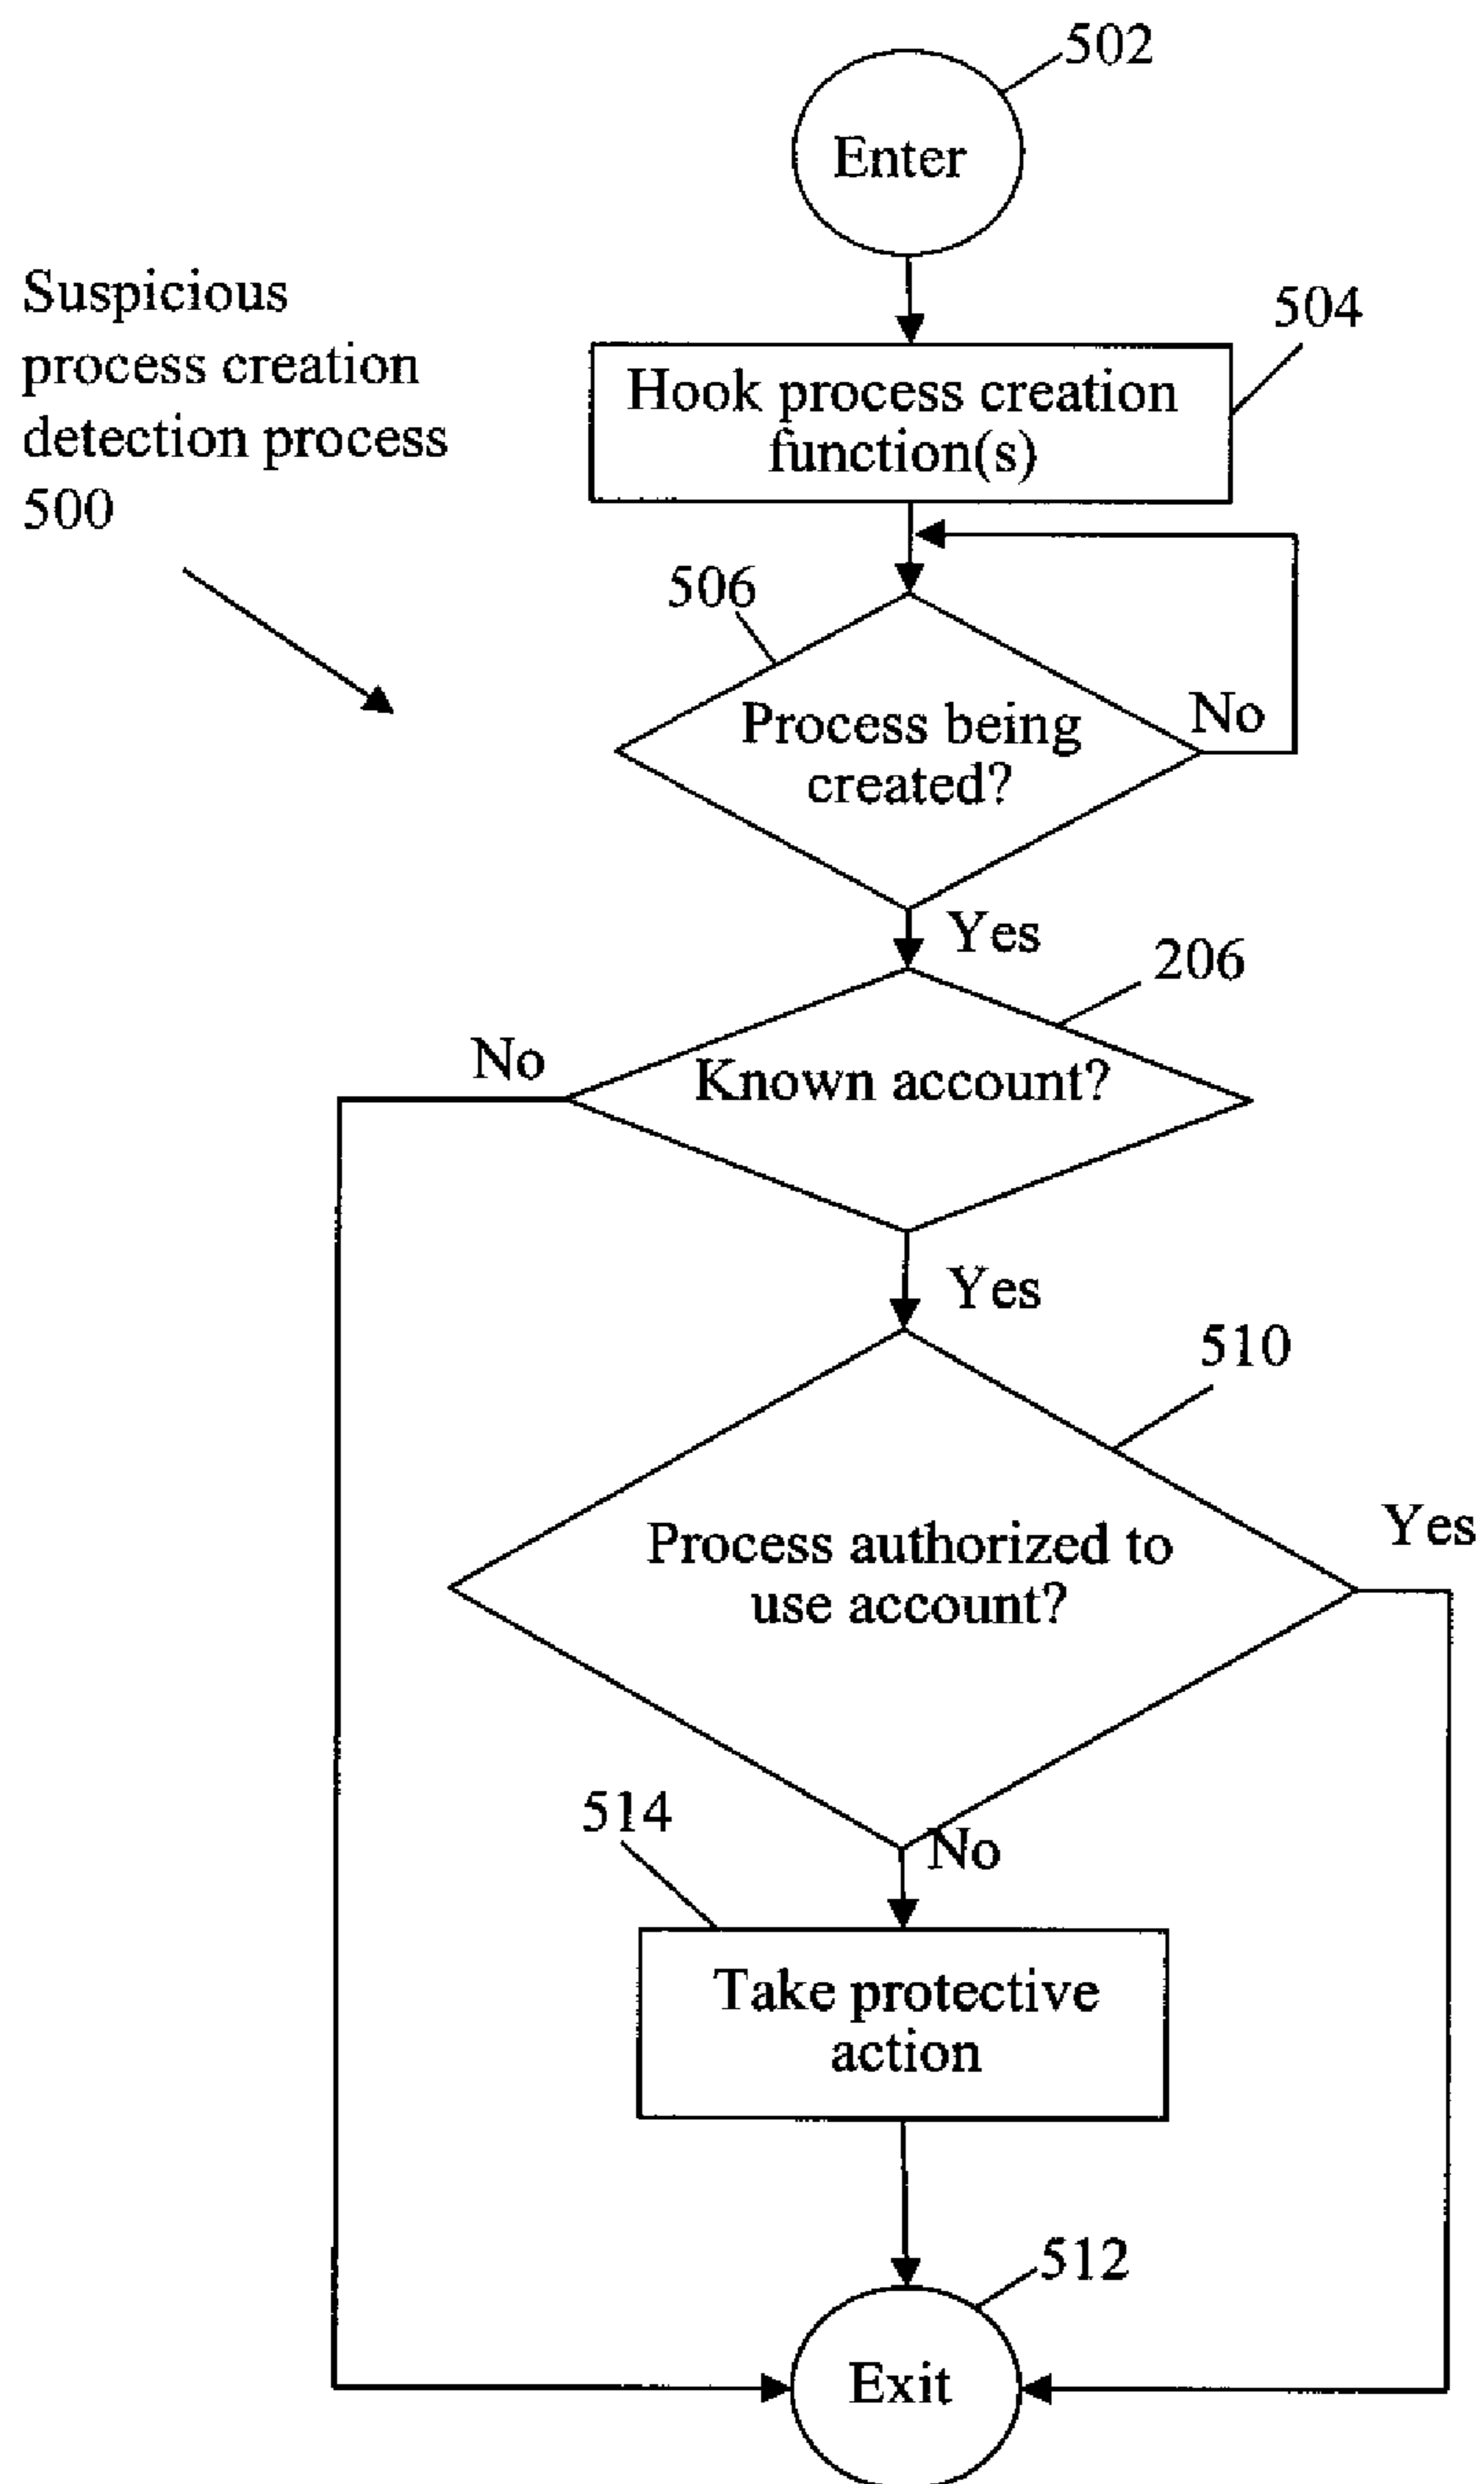 502
Enter
Suspicious
process creation
detection process
500
504
Hook process creation
function(s)
506
Process being
created?
No
Yes
206
No
Known account?
Yes
510
Process authorized to
use account?
Yes
514
No
Take protective
action
512
Exit